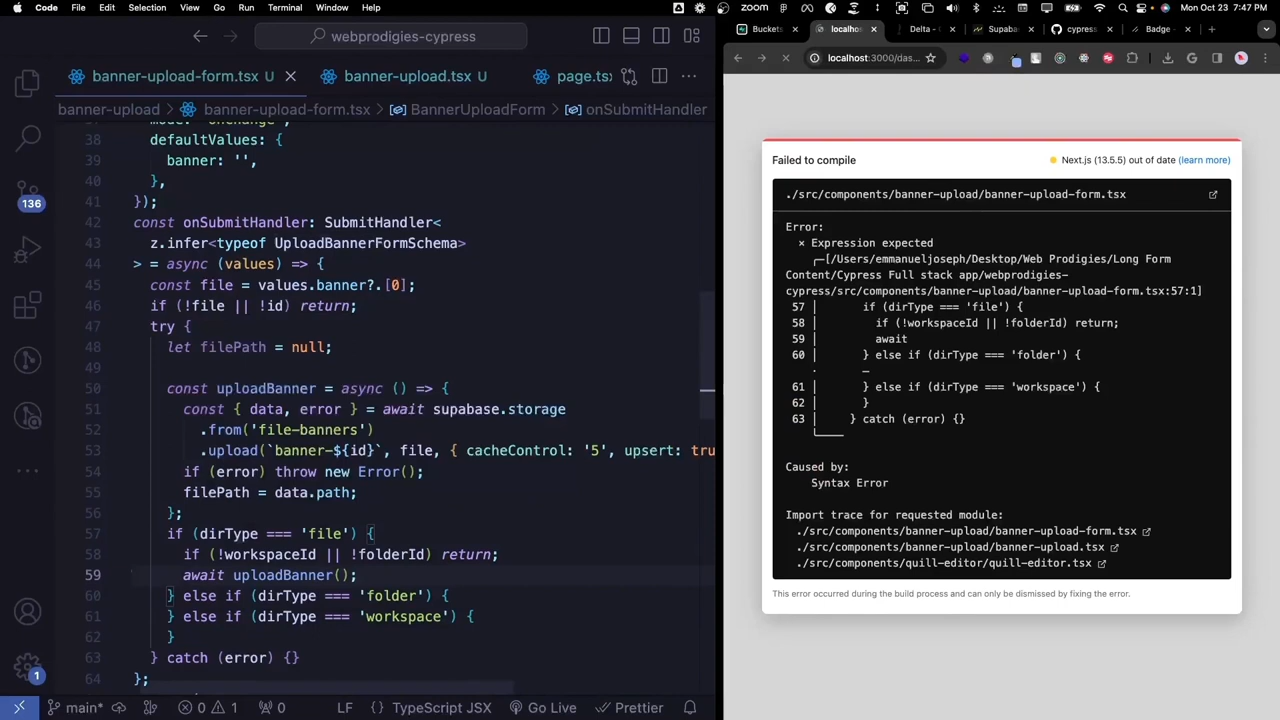 Code File Edit Selection View Go Run Terminal Window Help
zoom
Mon Oct 23 7:47 PM
webprodigies-cypress
banner-upload-form.tsx U
banner-upload.tsx U
page.tsx
banner-upload > banner-upload-form.tsx > BannerUploadForm > onSubmitHandler
38 defaultValues: {
39 banner: '',
40 },
41 });
42 const onSubmitHandler: SubmitHandler<
43 z.infer<typeof UploadBannerFormSchema>
44 > = async (values) => {
45 const file = values.banner?.[0];
46 if (!file || !id) return;
47 try {
48 let filePath = null;
49
50 const uploadBanner = async () => {
51 const { data, error } = await supabase.storage
52 .from('file-banners')
53 .upload(`banner-${id}`, file, { cacheControl: '5', upsert: tru
54 if (error) throw new Error();
55 filePath = data.path;
56 };
57 if (dirType === 'file') {
58 if (!workspaceId || !folderId) return;
59 await uploadBanner();
60 } else if (dirType === 'folder') {
61 } else if (dirType === 'workspace') {
62 }
63 } catch (error) {}
64 };
136
1
main* 0 1 0 LF {} TypeScript JSX Go Live Prettier
Buckets
localhos
Delta -
Supaba
cypress
Badge -
localhost:3000/das...
Failed to compile
Next.js (13.5.5) out of date (learn more)
./src/components/banner-upload/banner-upload-form.tsx
Error:
× Expression expected
╭─[/Users/emmanueljoseph/Desktop/Web Prodigies/Long Form
Content/Cypress Full stack app/webprodigies-
cypress/src/components/banner-upload/banner-upload-form.tsx:57:1]
57 │ if (dirType === 'file') {
58 │ if (!workspaceId || !folderId) return;
59 │ await
60 │ } else if (dirType === 'folder') {
· ─
61 │ } else if (dirType === 'workspace') {
62 │ }
63 │ } catch (error) {}
╰────
Caused by:
Syntax Error
Import trace for requested module:
./src/components/banner-upload/banner-upload-form.tsx
./src/components/banner-upload/banner-upload.tsx
./src/components/quill-editor/quill-editor.tsx
This error occurred during the build process and can only be dismissed by fixing the error.